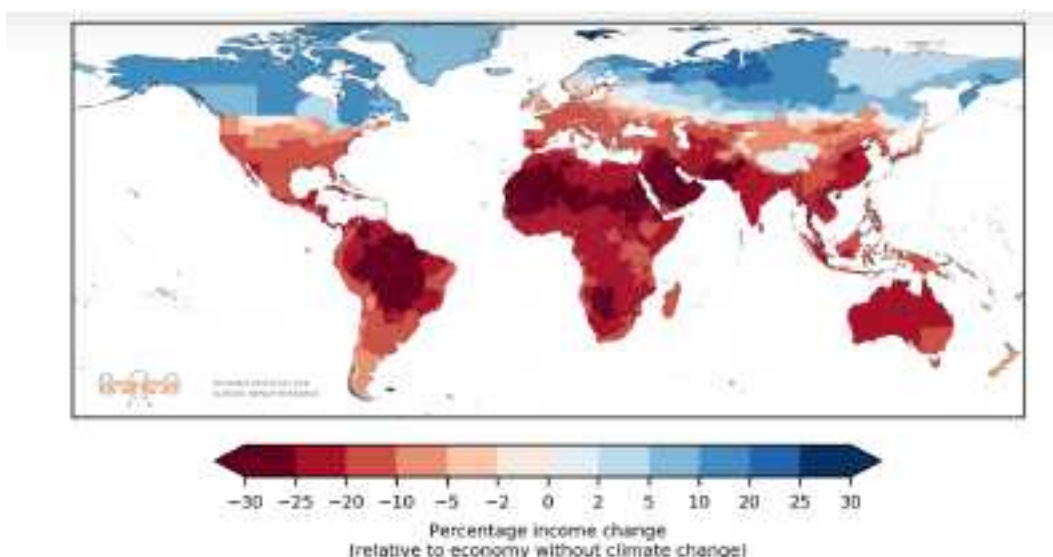 −30 −25 −20 −10 −5 −2 0 2 5 10 20 25 30
Percentage income change
[relative to economy without climate change]